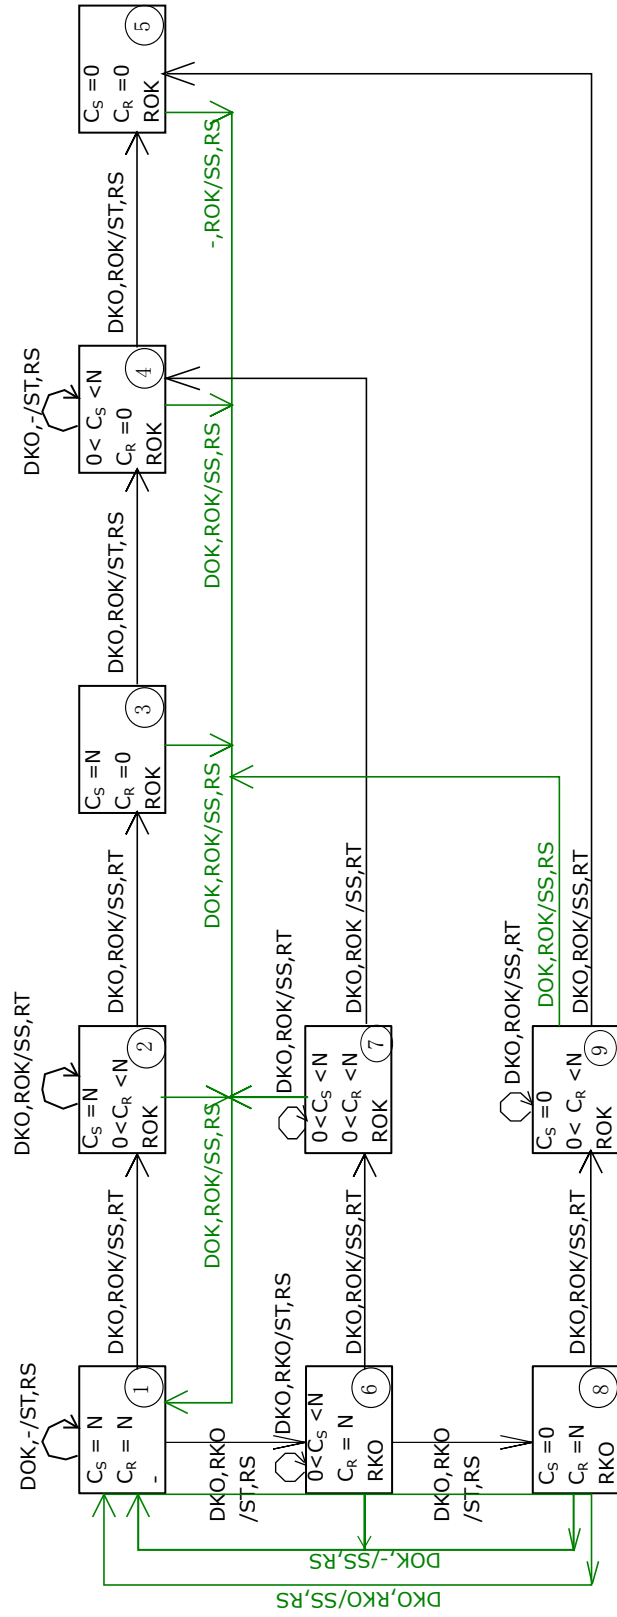 DOK,-/ST,RS
DKO,ROK/SS,RT
DKO,-/ST,RS
C_S = N
C_R = N
-
1
DKO,ROK/SS,RT
C_S =N
0<C_R <N
ROK
2
DKO,ROK/SS,RT
C_S =N
C_R =0
ROK
3
DKO,ROK/ST,RS
0< C_S <N
C_R =0
ROK
4
DKO,ROK/ST,RS
C_S =0
C_R =0
ROK
5
DOK,ROK/SS,RS
DOK,ROK/SS,RS
DOK,ROK/SS,RS
-,ROK/SS,RS
DKO,RKO
/ST,RS
DKO,RKO/ST,RS
0<C_S <N
C_R = N
RKO
6
DKO,ROK/SS,RT
DKO,ROK/SS,RT
0<C_S <N
0<C_R <N
ROK
7
DKO,ROK /SS,RT
DOK,-/SS,RS
DKO,RKO/SS,RS
DKO,RKO
/ST,RS
C_S =0
C_R =N
RKO
8
DKO,ROK/SS,RT
DKO,ROK/SS,RT
C_S =0
0< C_R <N
ROK
9
DOK,ROK/SS,RS
DKO,ROK/SS,RT